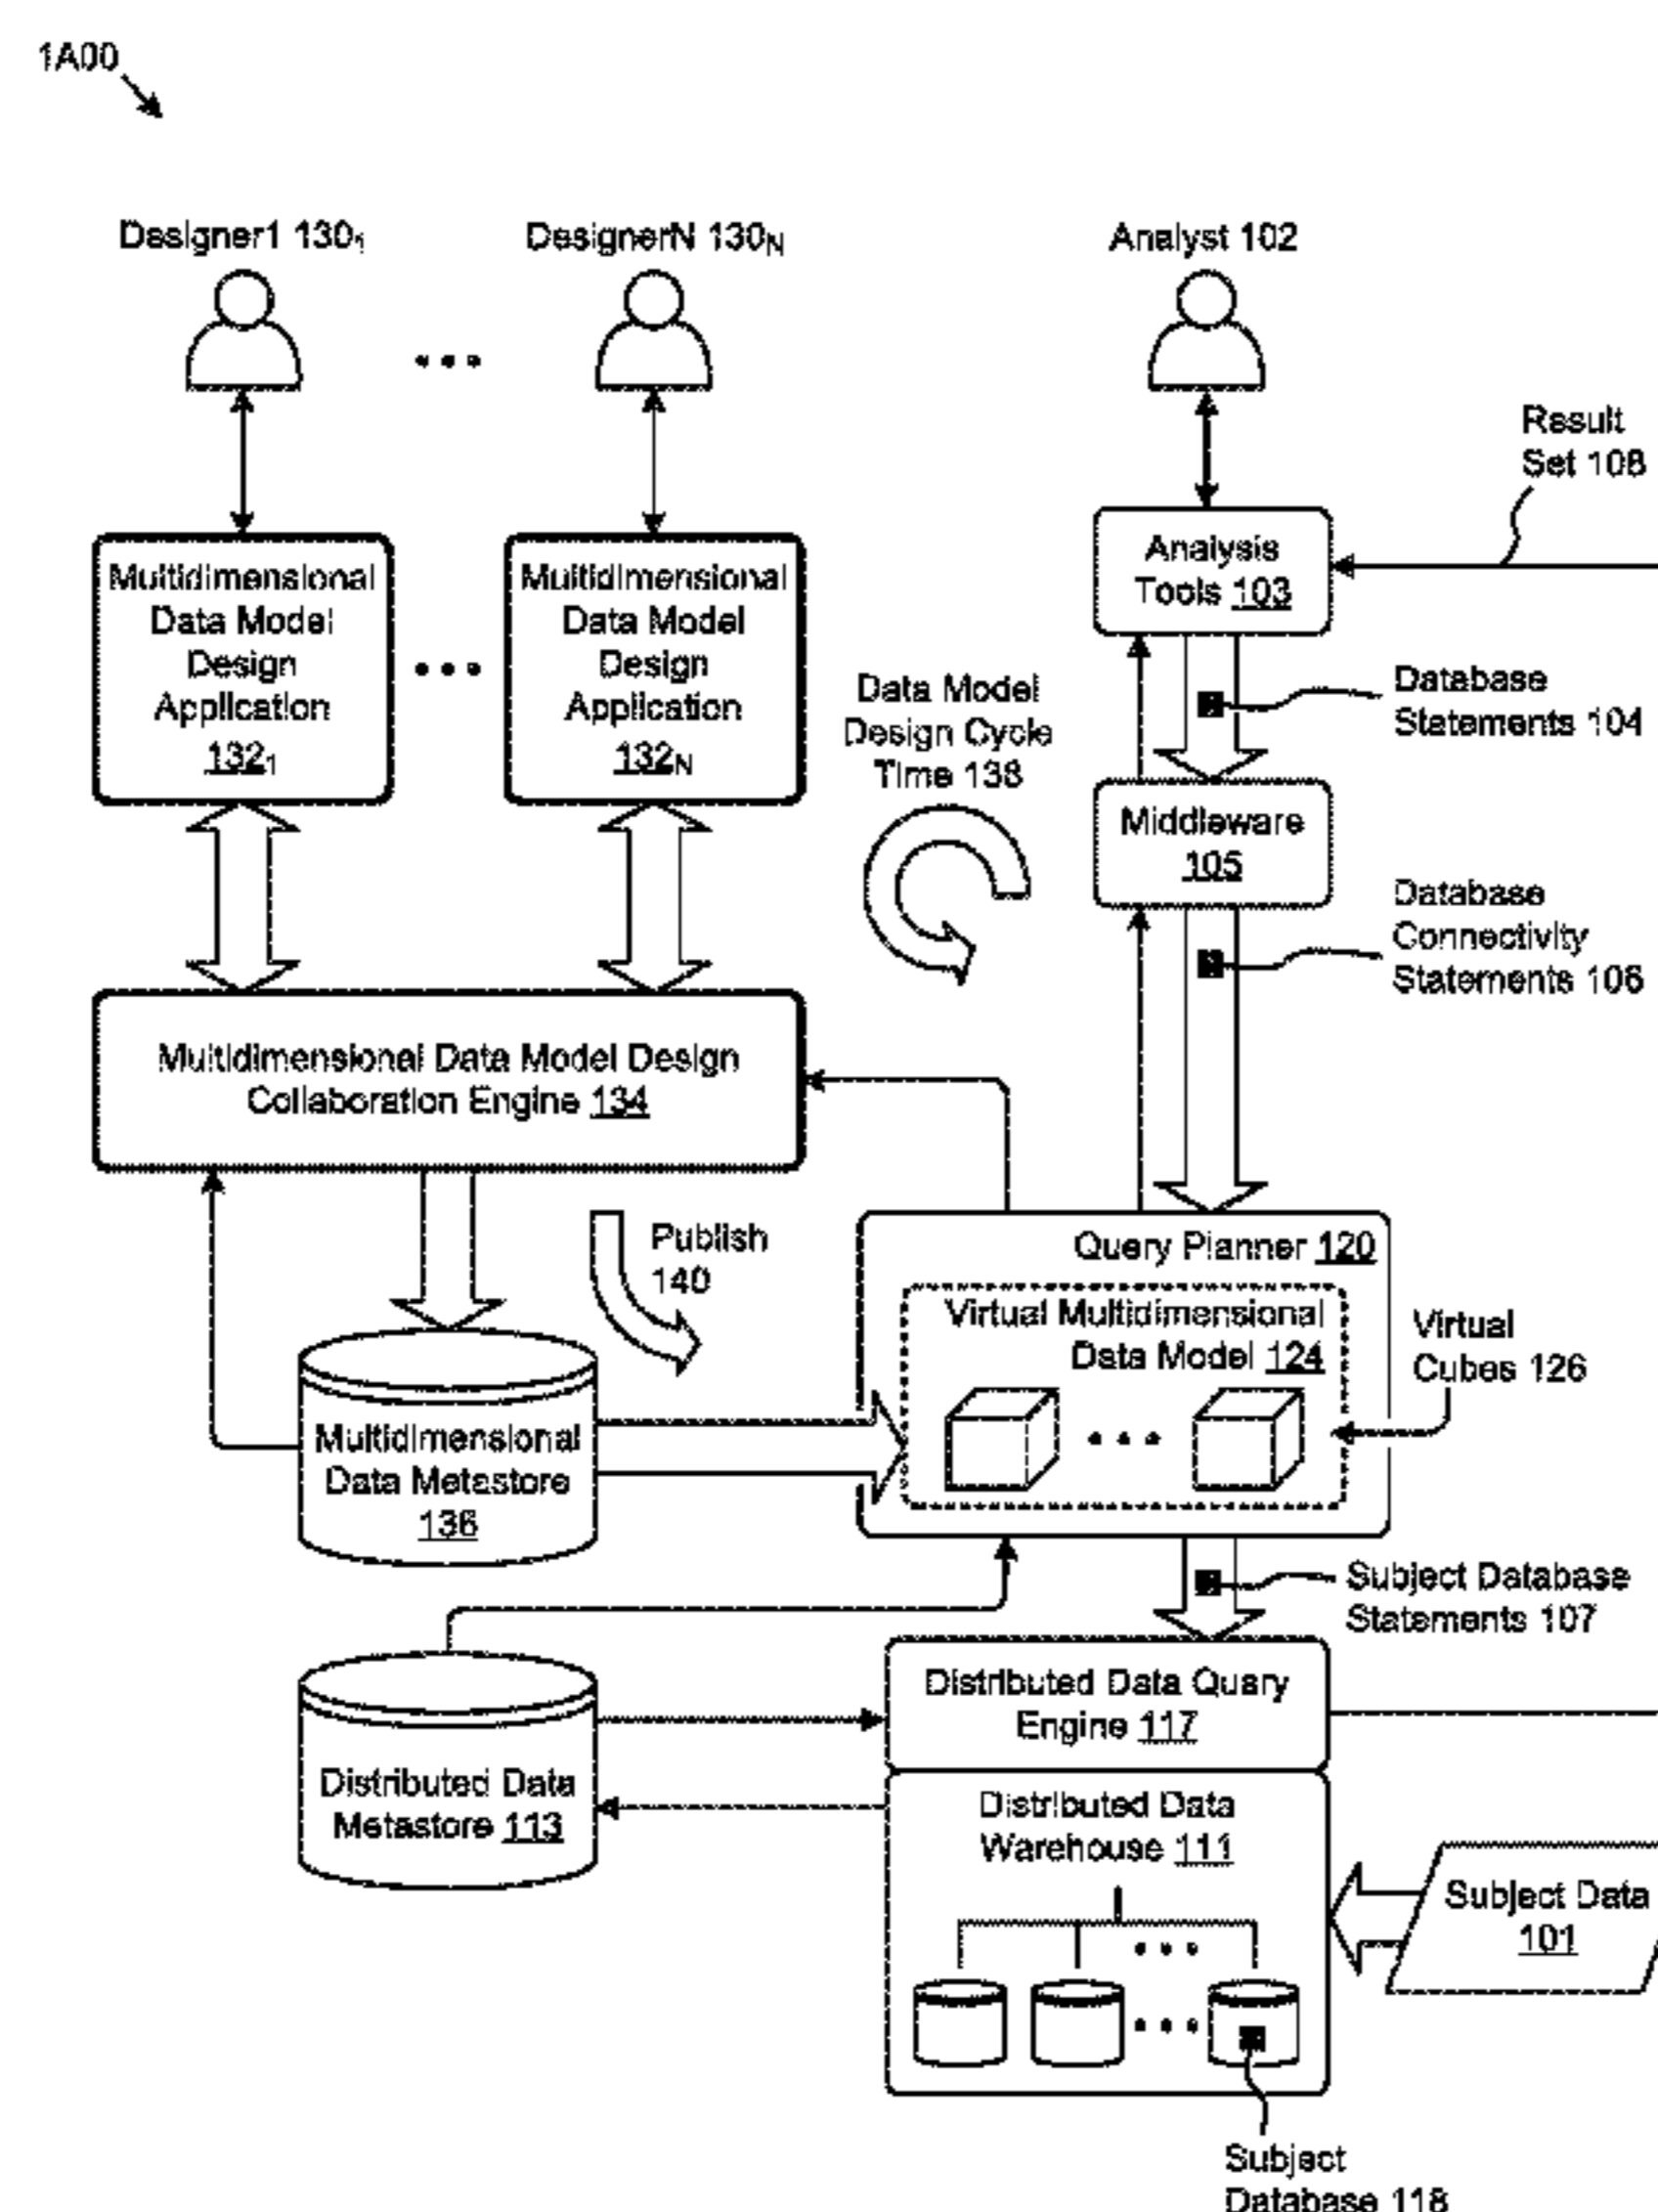 1A00
Designer1 130₁
DesignerN 130N
Analyst 102
Result
Set 108
Multidimensional
Data Model
Design
Application
132₁
Multidimensional
Data Model
Design
Application
132N
Analysis
Tools 103
Data Model
Design Cycle
Time 138
Database
Statements 104
Middleware
105
Database
Connectivity
Statements 106
Multidimensional Data Model Design
Collaboration Engine 134
Publish
140
Query Planner 120
Virtual Multidimensional
Data Model 124
Virtual
Cubes 126
Multidimensional
Data Metastore
136
Subject Database
Statements 107
Distributed Data Query
Engine 117
Distributed Data
Metastore 113
Distributed Data
Warehouse 111
Subject Data
101
Subject
Database 118